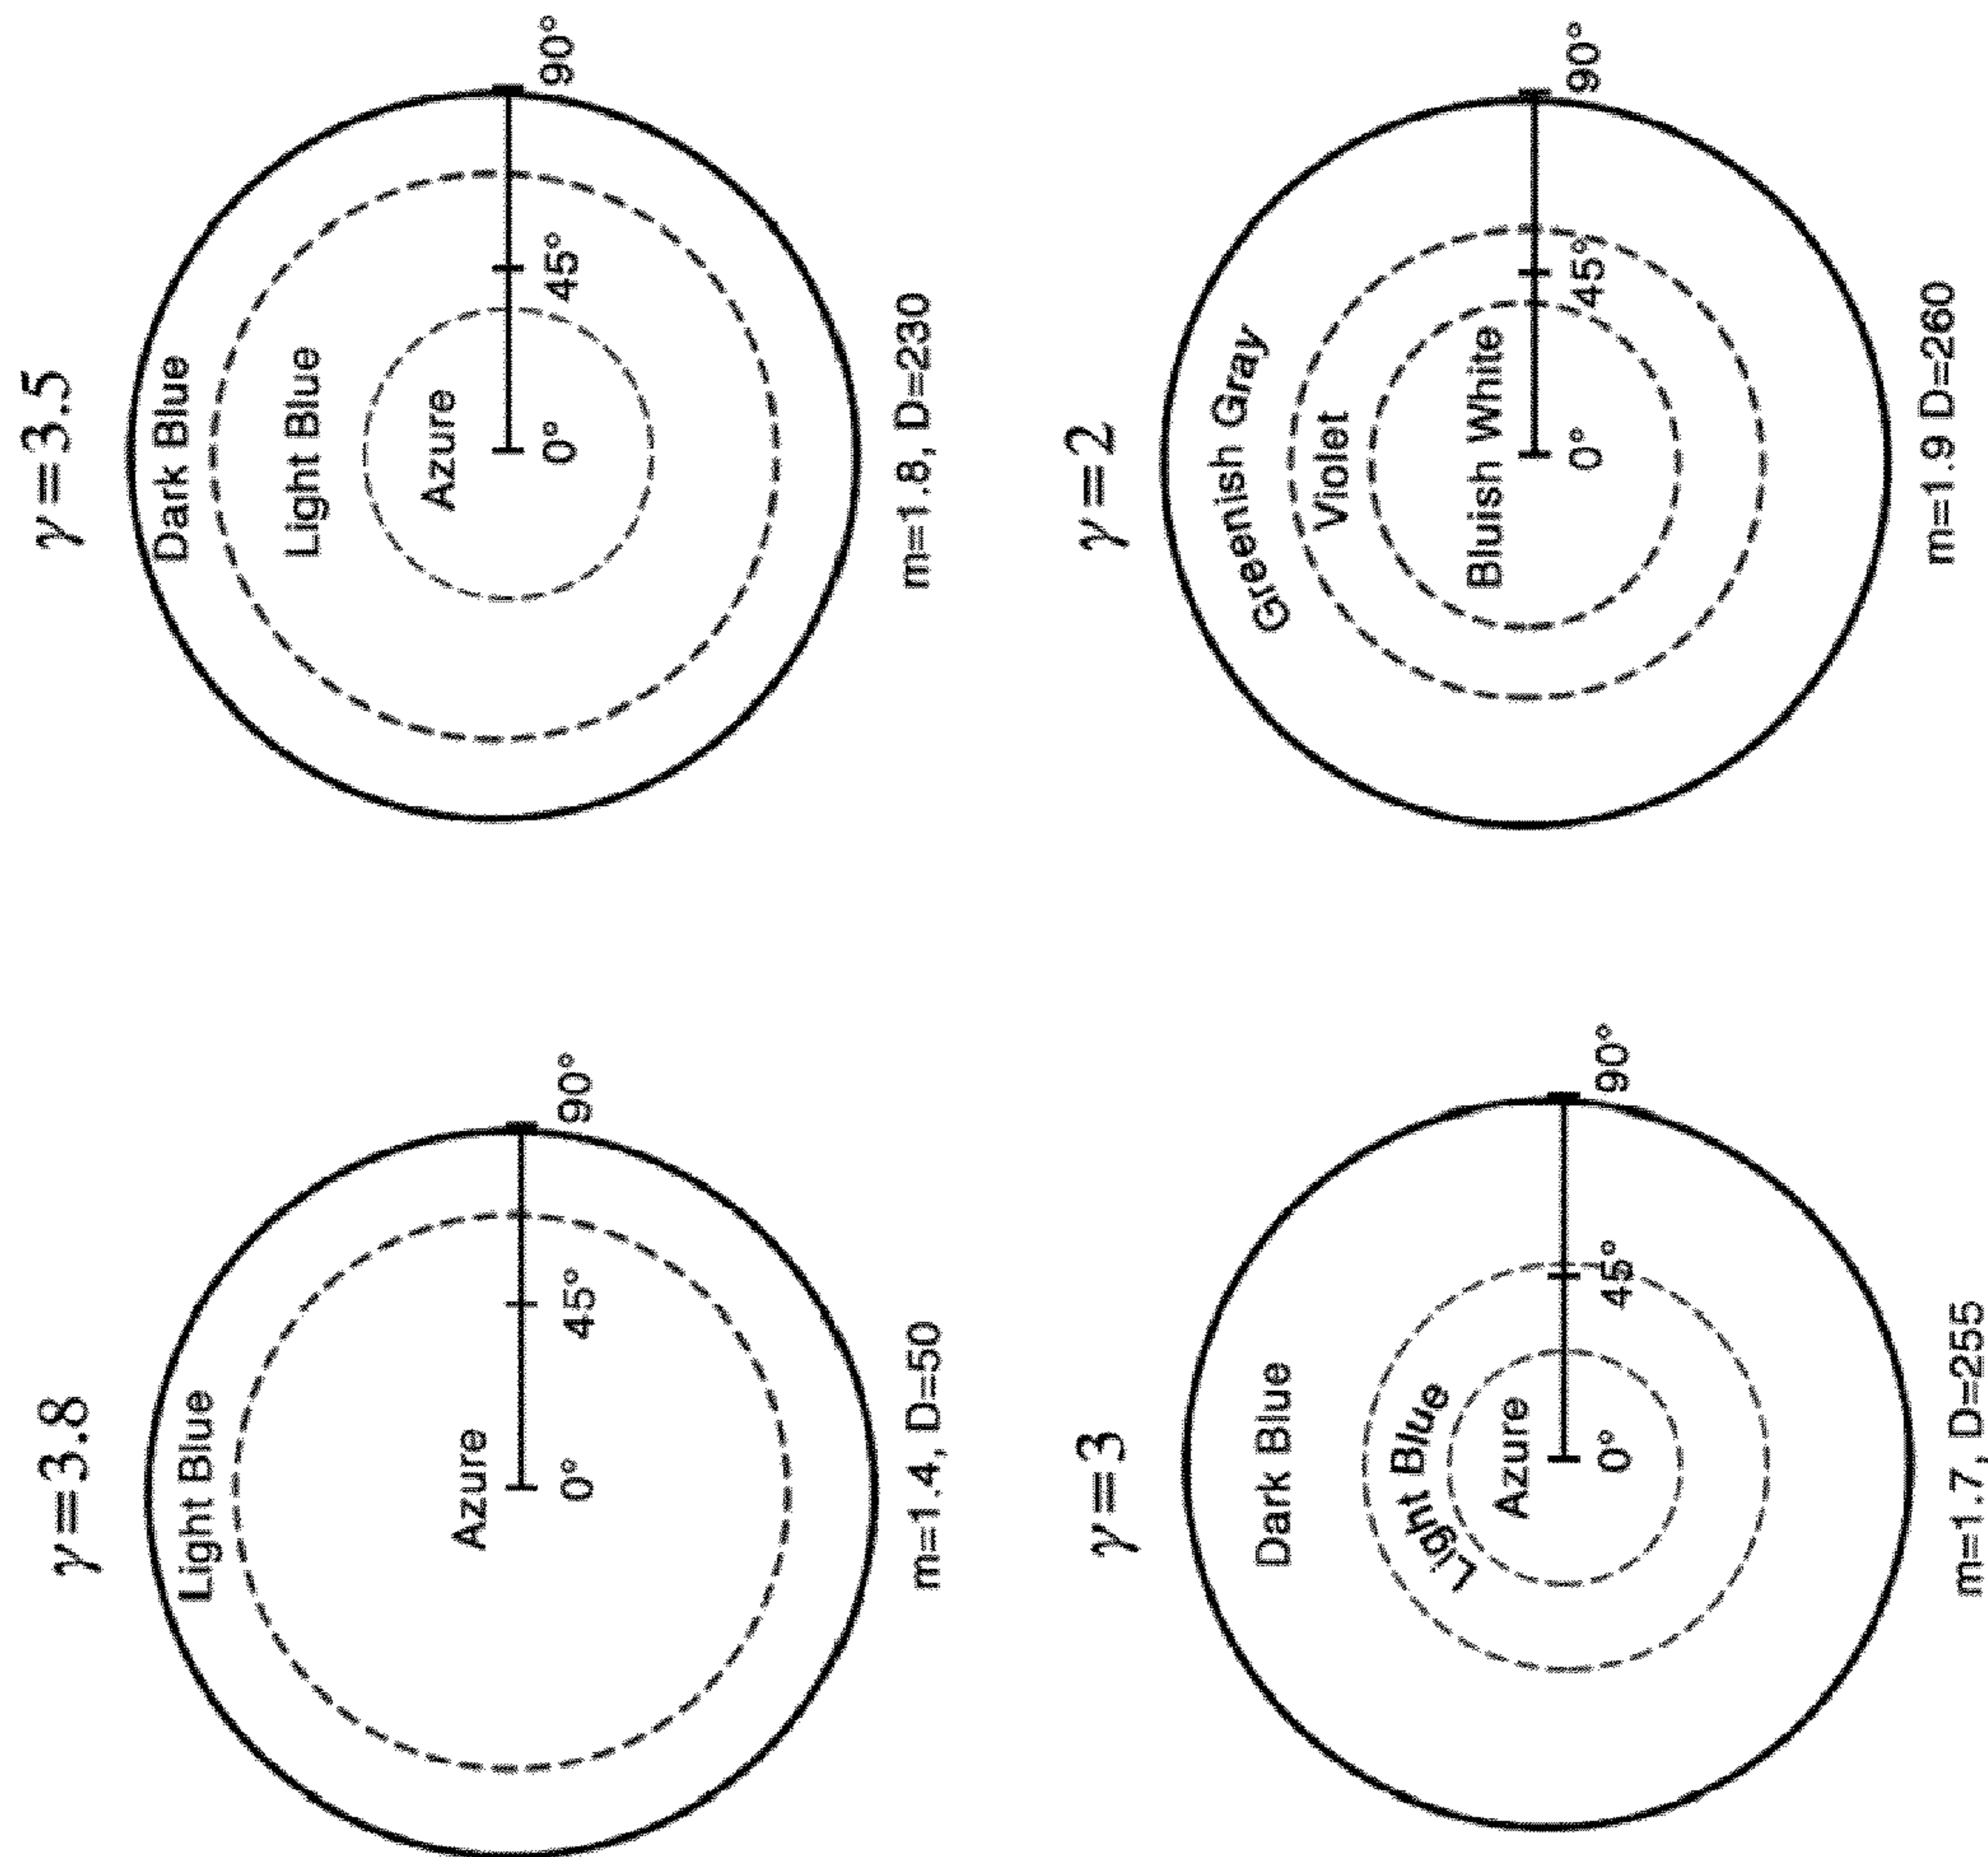 γ=3.8
Light Blue
Azure
0° 45° 90°
m=1.4, D=50
γ=3.5
Dark Blue
Light Blue
Azure
0° 45° 90°
m=1.8, D=230
γ=3
Dark Blue
Light Blue
Azure
0° 45° 90°
m=1.7, D=255
γ=2
Greenish Gray
Violet
Bluish White
0° 45° 90°
m=1.9 D=260